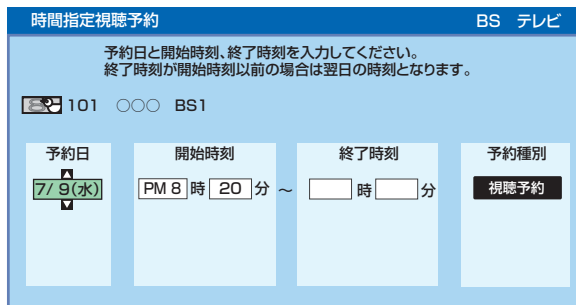 時間指定視聴予約 BS テレビ
予約日と開始時刻、終了時刻を入力してください。
終了時刻が開始時刻以前の場合は翌日の時刻となります。
101 ○○○ BS1
予約日 開始時刻 終了時刻 予約種別
7/ 9(水) PM 8 時 20 分 ～ 時 分 視聴予約